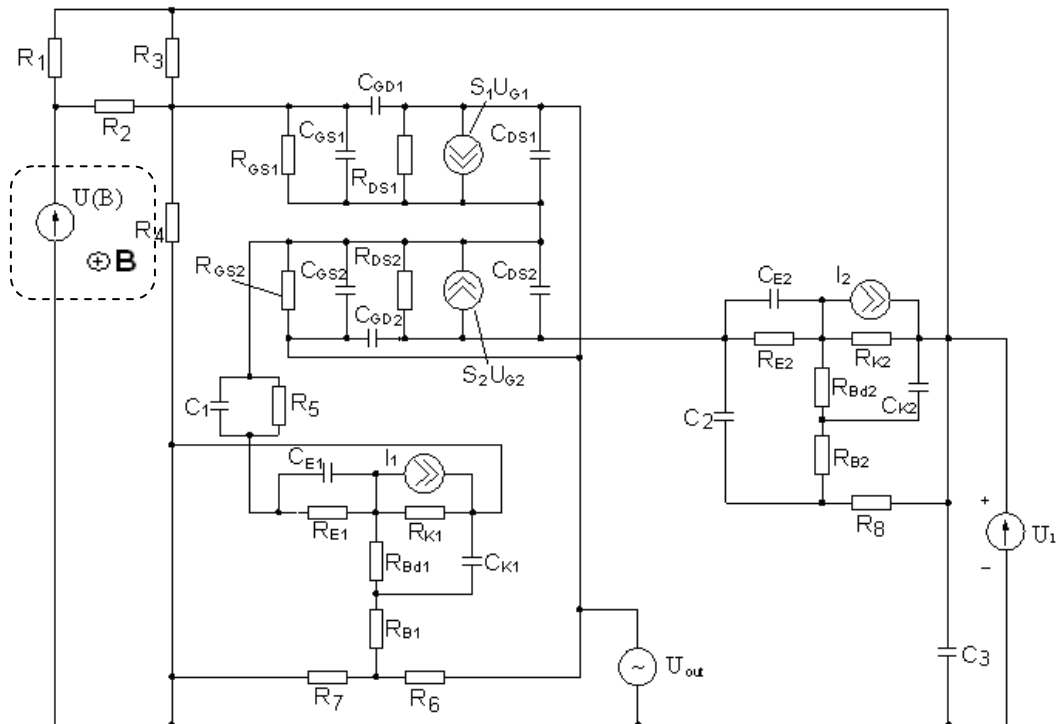 R1
R3
R2
CGD1
S1UG1
CGS1
CDS1
RGS1
RDS1
U(B)
B
R4
RGS2
CGS2
RDS2
CDS2
CGD2
S2UG2
CE2
I2
RE2
RK2
RBd2
CK2
C2
RB2
R8
C1
R5
CE1
I1
RE1
RK1
RBd1
CK1
RB1
R7
R6
+
U1
−
Uout
~
C3